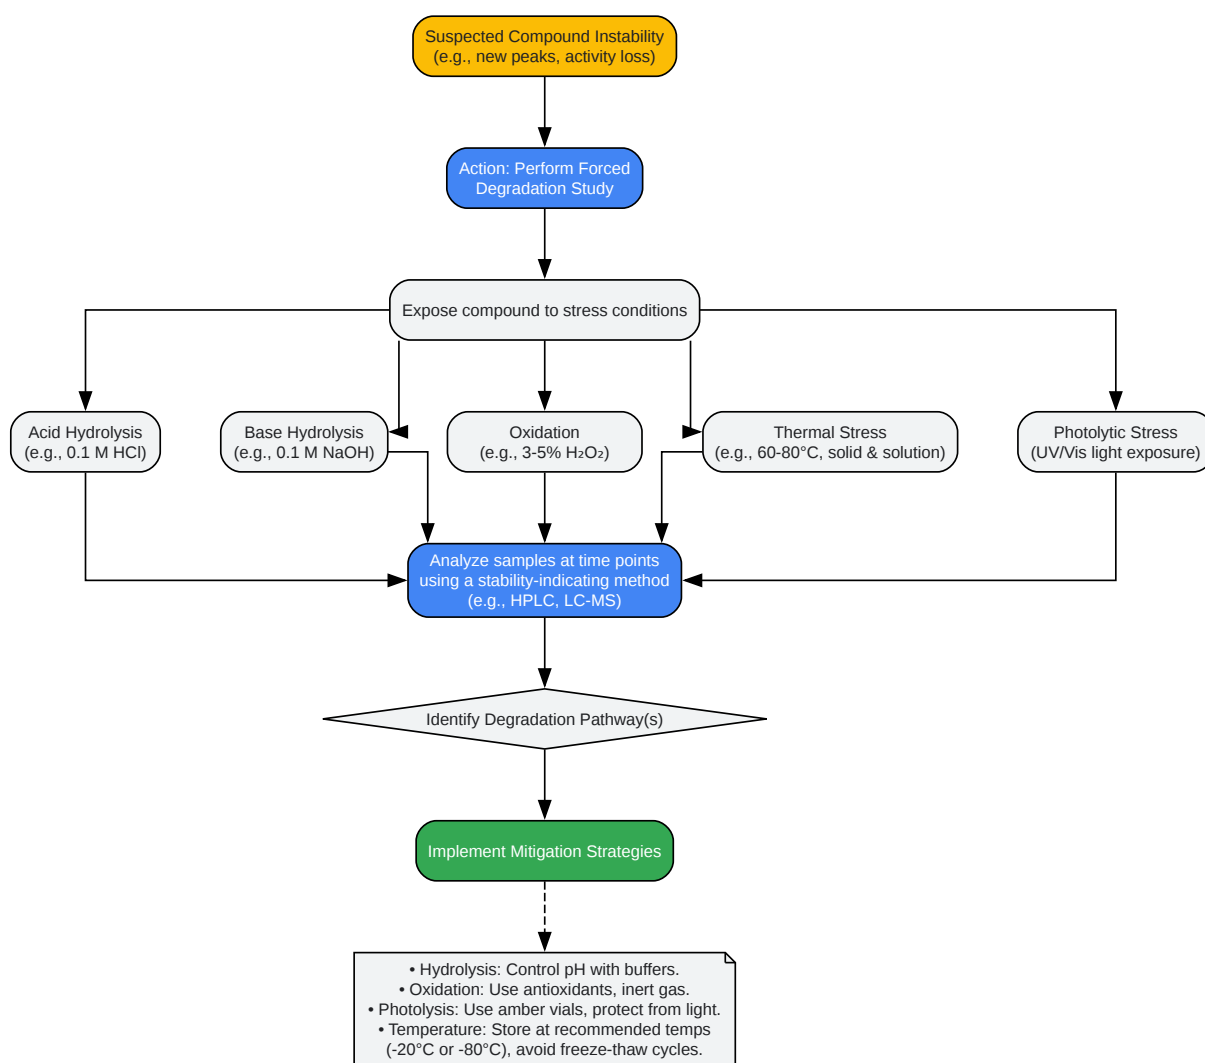 Suspected Compound Instability
(e.g., new peaks, activity loss)
Action: Perform Forced
Degradation Study
Expose compound to stress conditions
Acid Hydrolysis
(e.g., 0.1 M HCl)
Base Hydrolysis
(e.g., 0.1 M NaOH)
Oxidation
(e.g., 3-5% H₂O₂)
Thermal Stress
(e.g., 60-80°C, solid & solution)
Photolytic Stress
(UV/Vis light exposure)
Analyze samples at time points
using a stability-indicating method
(e.g., HPLC, LC-MS)
Identify Degradation Pathway(s)
Implement Mitigation Strategies
• Hydrolysis: Control pH with buffers.
• Oxidation: Use antioxidants, inert gas.
• Photolysis: Use amber vials, protect from light.
• Temperature: Store at recommended temps
(-20°C or -80°C), avoid freeze-thaw cycles.